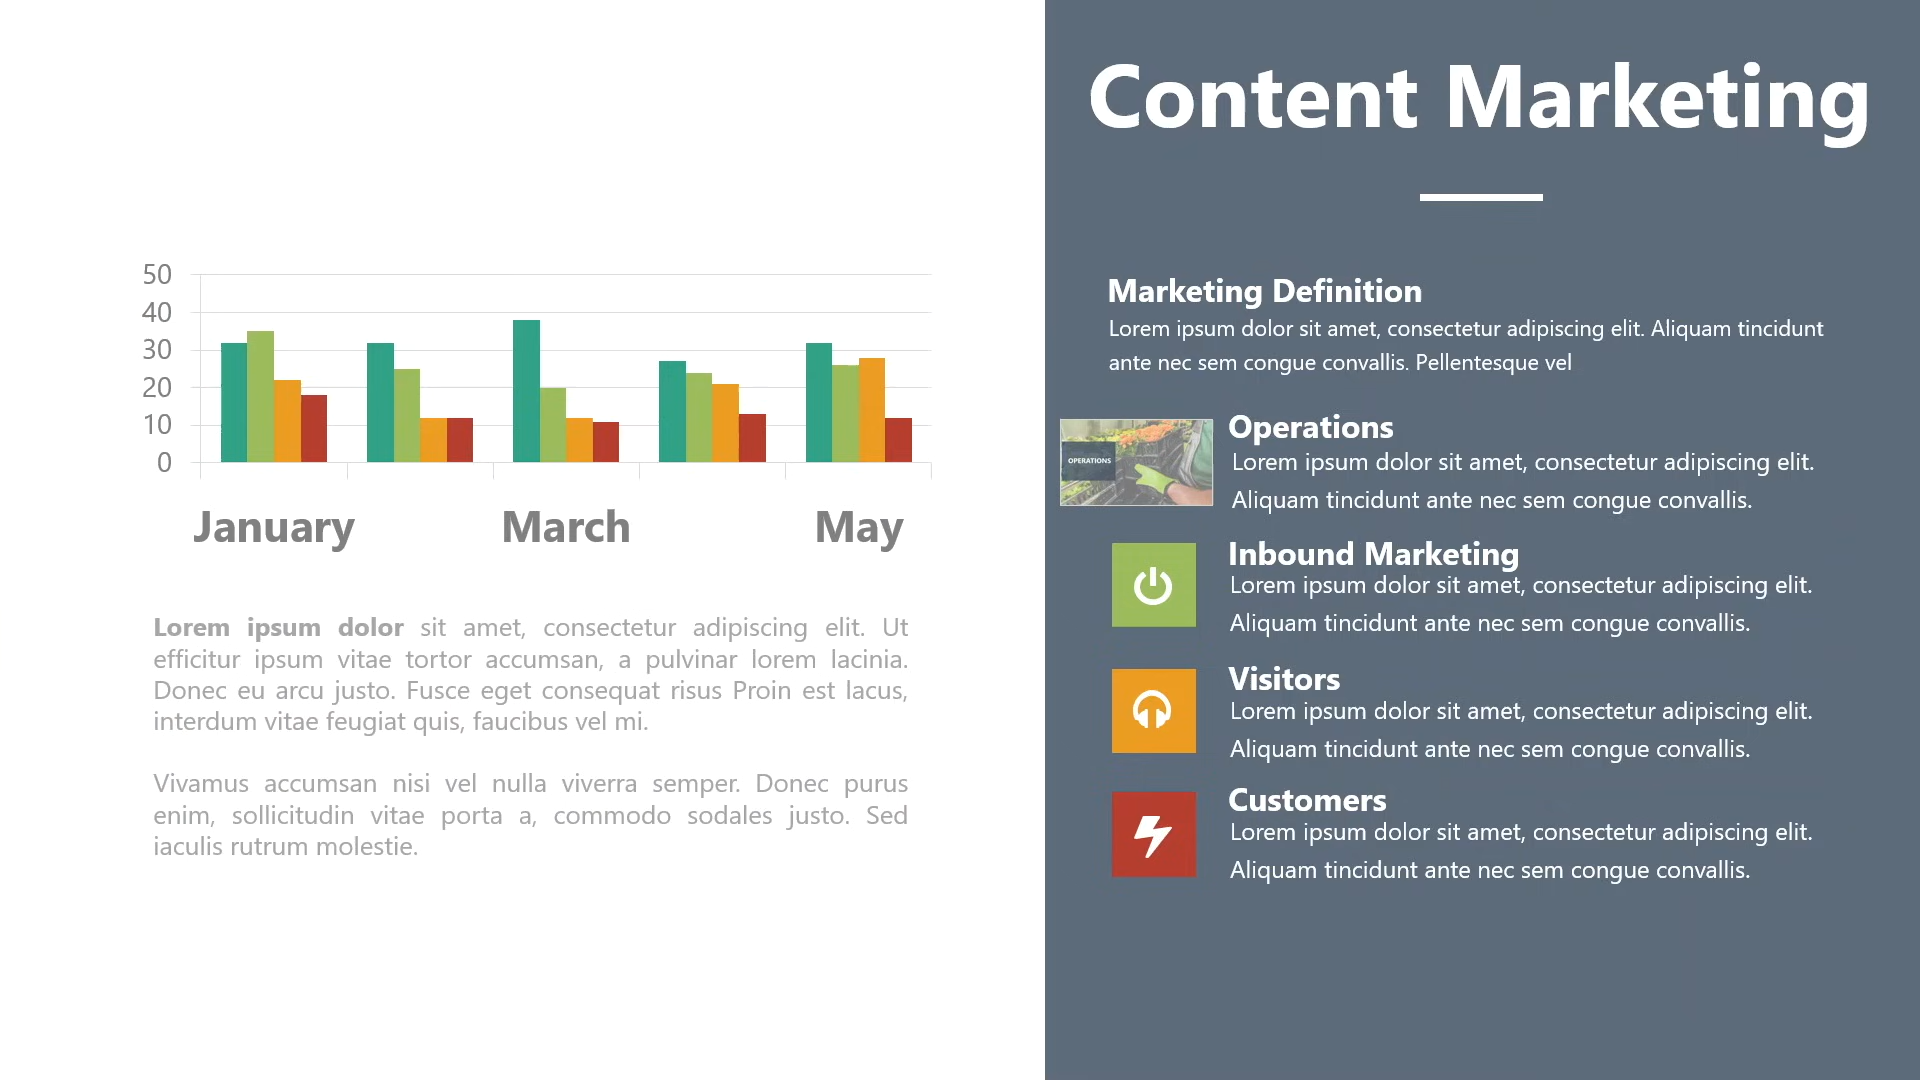 Content Marketing
50
40
30
20
10
0
January March May
Lorem ipsum dolor sit amet, consectetur adipiscing elit. Ut
efficitur ipsum vitae tortor accumsan, a pulvinar lorem lacinia.
Donec eu arcu justo. Fusce eget consequat risus Proin est lacus,
interdum vitae feugiat quis, faucibus vel mi.
Vivamus accumsan nisi vel nulla viverra semper. Donec purus
enim, sollicitudin vitae porta a, commodo sodales justo. Sed
iaculis rutrum molestie.
Marketing Definition
Lorem ipsum dolor sit amet, consectetur adipiscing elit. Aliquam tincidunt
ante nec sem congue convallis. Pellentesque vel
OPERATIONS
Operations
Lorem ipsum dolor sit amet, consectetur adipiscing elit.
Aliquam tincidunt ante nec sem congue convallis.
Inbound Marketing
Lorem ipsum dolor sit amet, consectetur adipiscing elit.
Aliquam tincidunt ante nec sem congue convallis.
Visitors
Lorem ipsum dolor sit amet, consectetur adipiscing elit.
Aliquam tincidunt ante nec sem congue convallis.
Customers
Lorem ipsum dolor sit amet, consectetur adipiscing elit.
Aliquam tincidunt ante nec sem congue convallis.